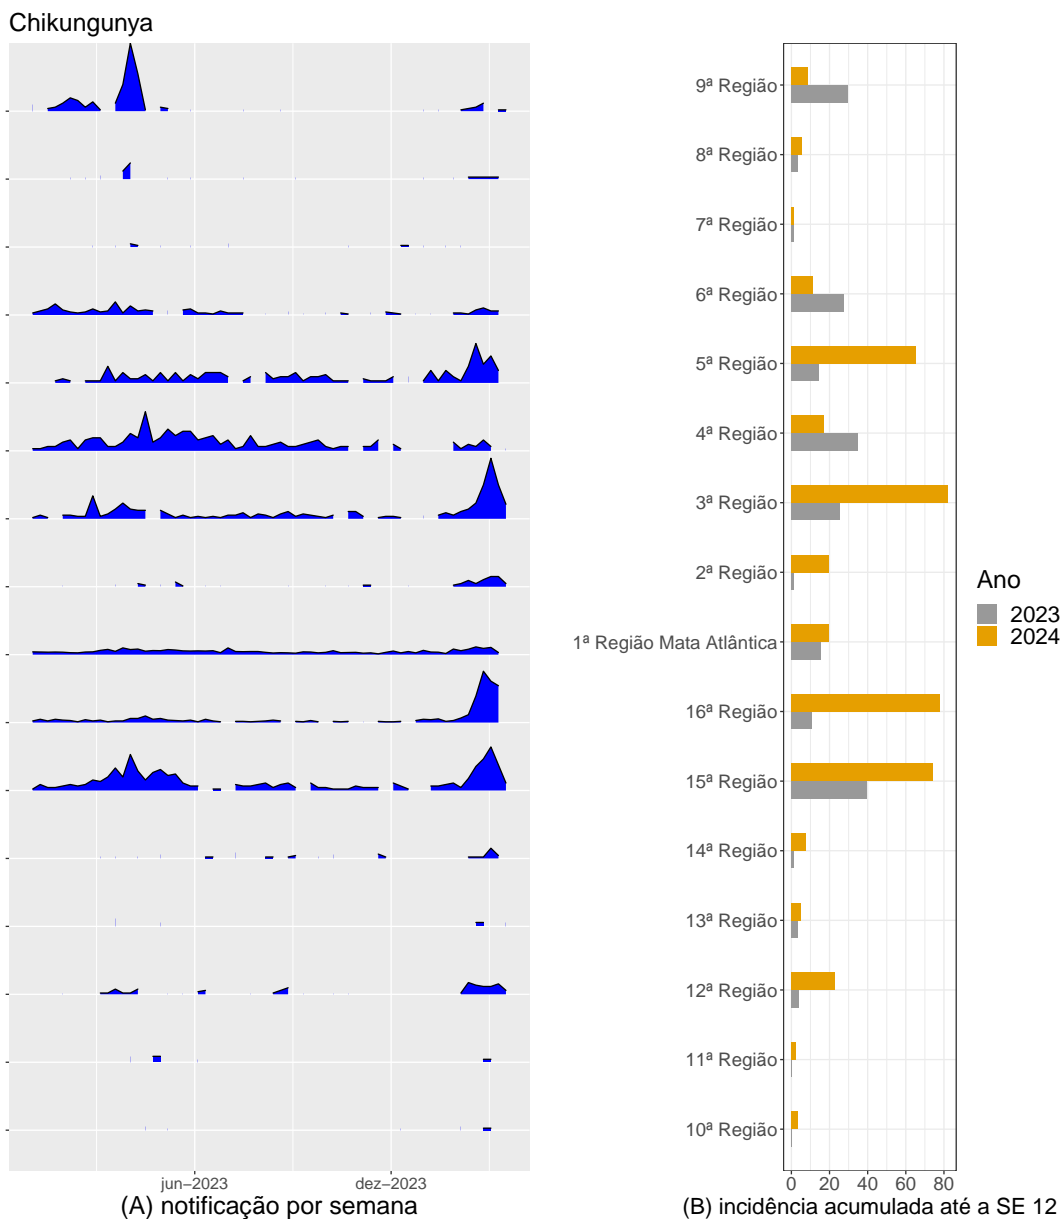 Chikungunya
9ª Região
8ª Região
7ª Região
6ª Região
5ª Região
4ª Região
3ª Região
2ª Região
1ª Região Mata Atlântica
16ª Região
15ª Região
14ª Região
13ª Região
12ª Região
11ª Região
10ª Região
Ano
2023
2024
jun−2023
dez−2023
0 20 40 60 80
(A) notificação por semana
(B) incidência acumulada até a SE 12